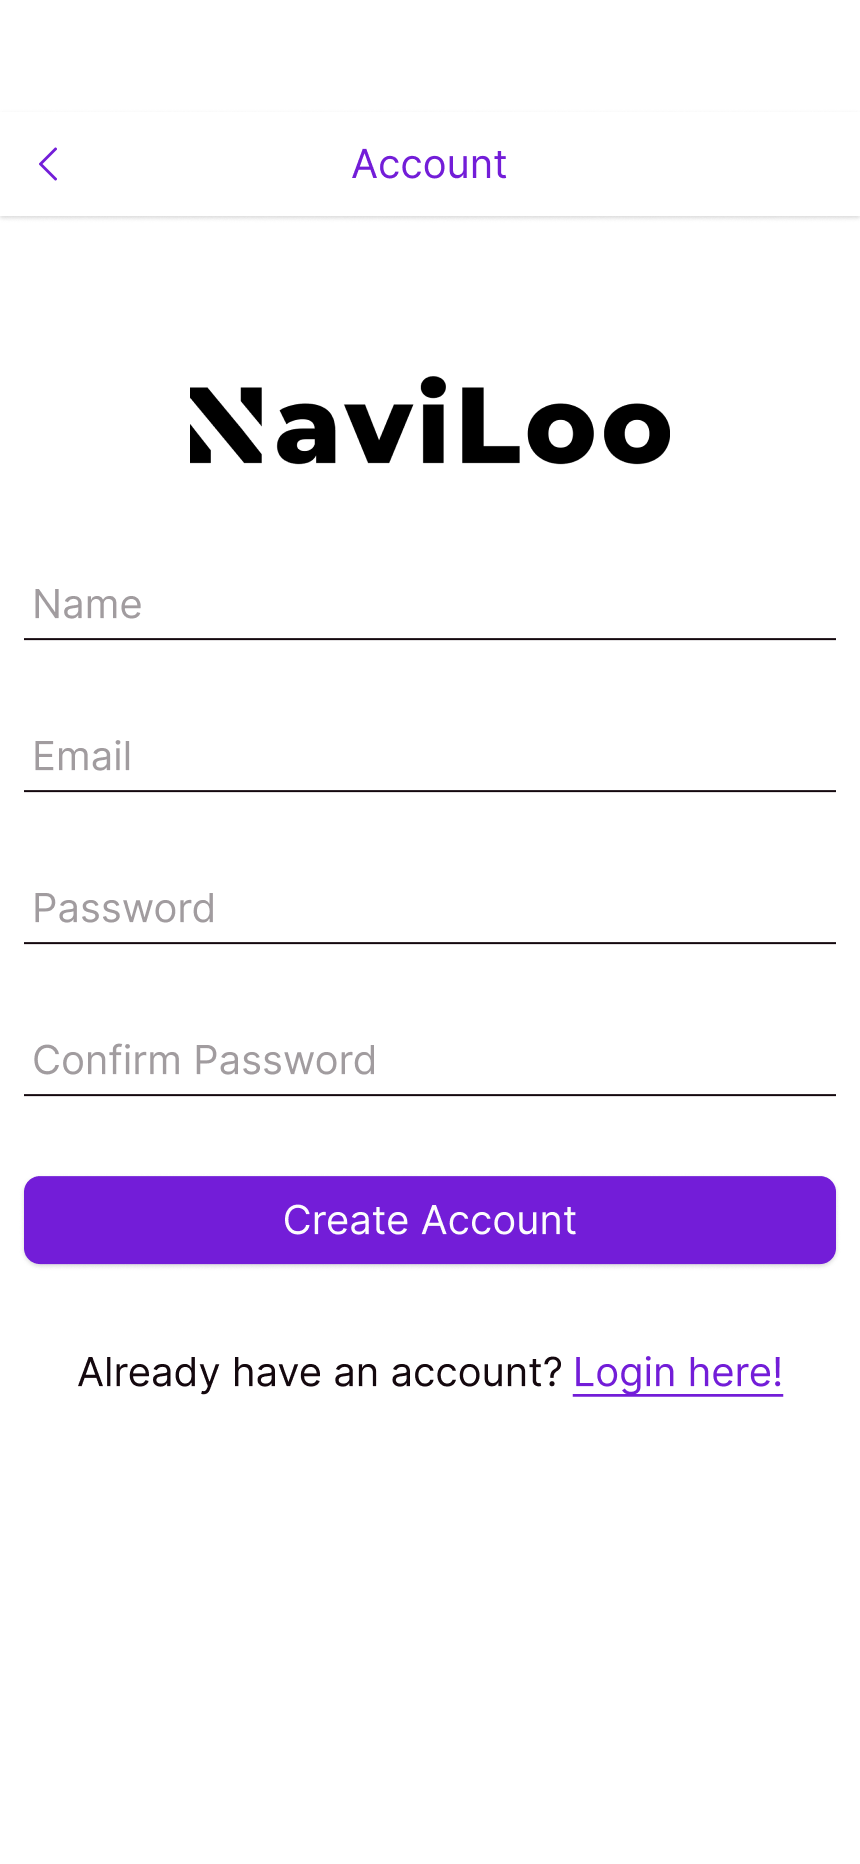 Account
NaviLoo
Name
Email
Password
Confirm Password
Create Account
Already have an account? Login here!